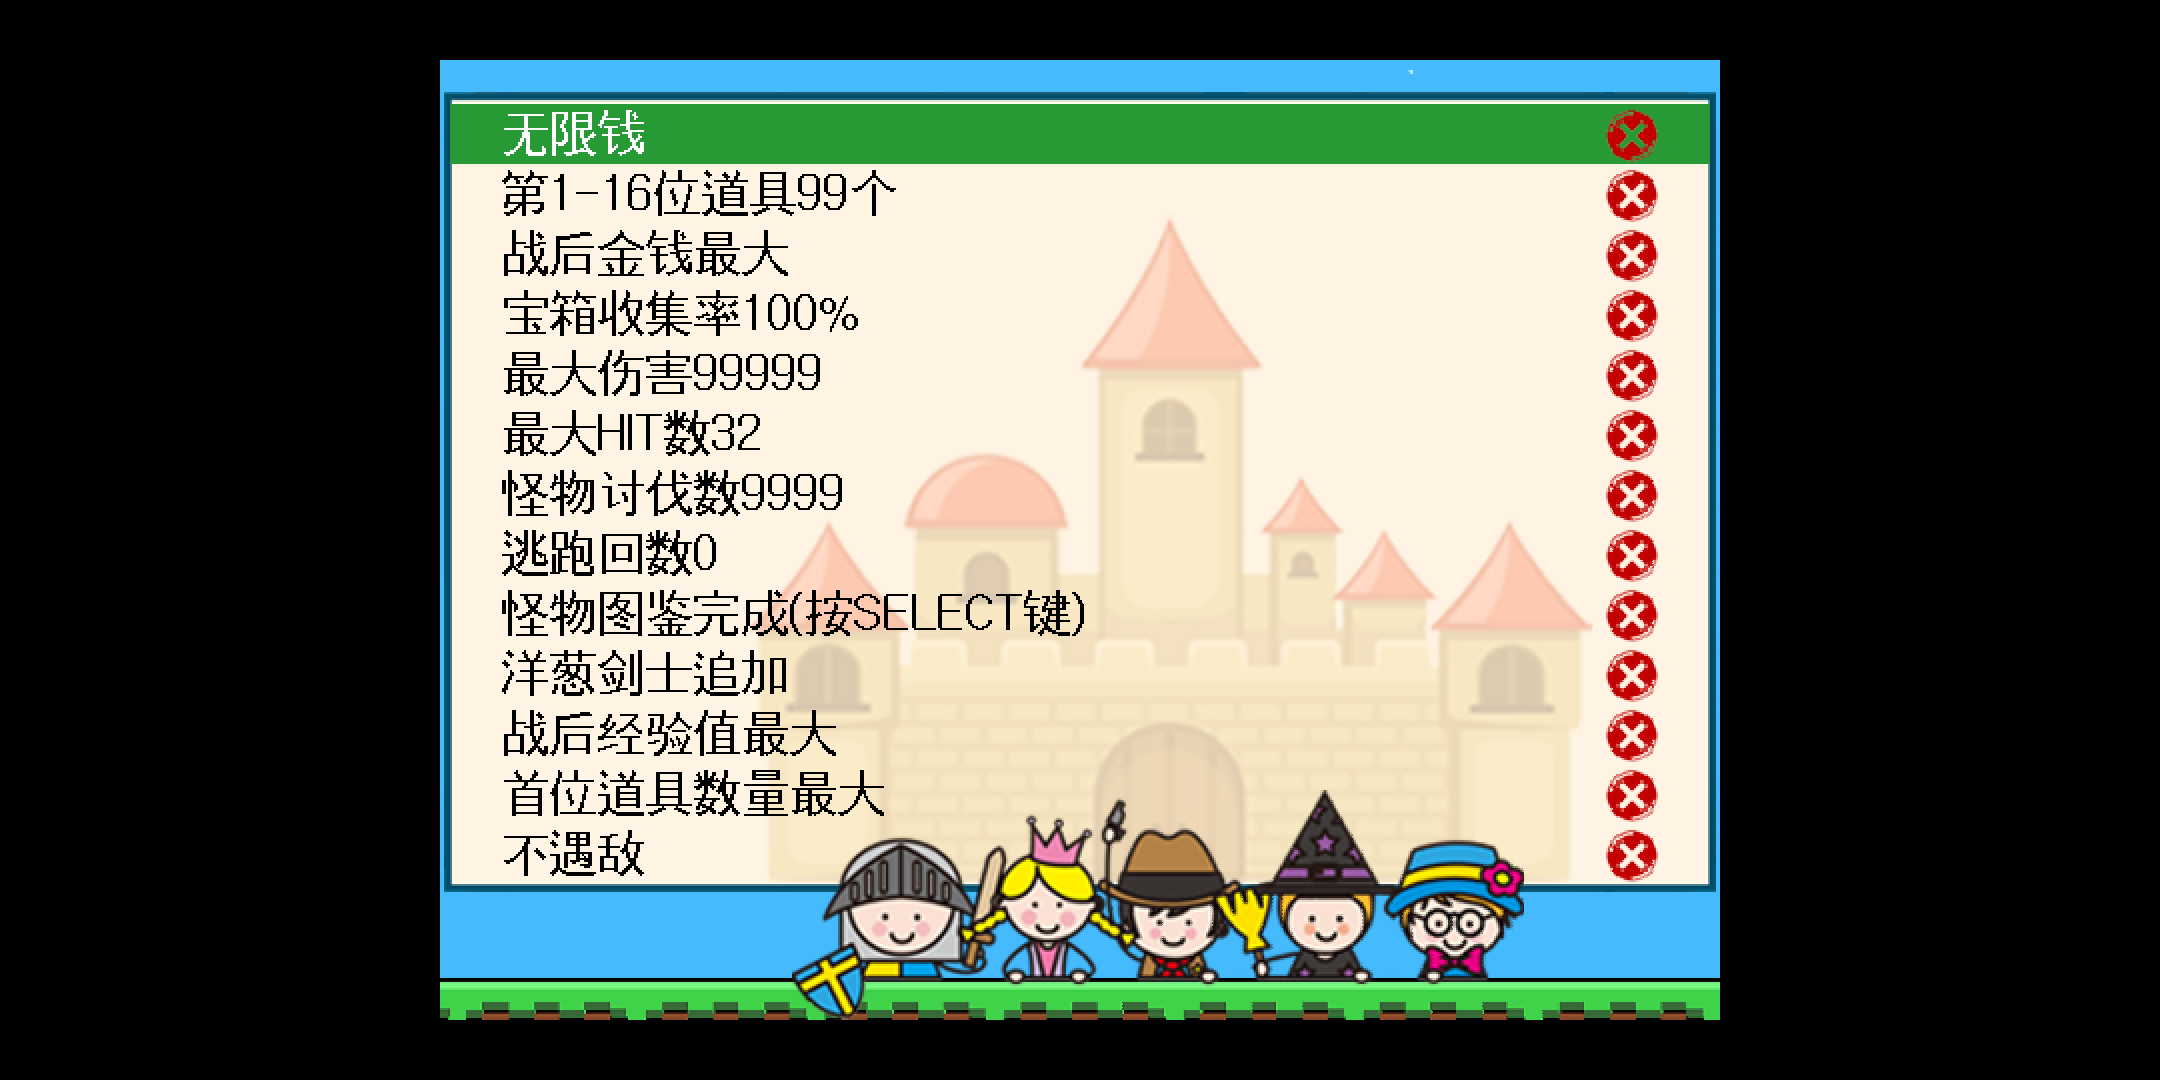 无限钱
第1-16位道具99个
战后金钱最大
宝箱收集率100%
最大伤害99999
最大HIT数32
怪物讨伐数9999
逃跑回数0
怪物图鉴完成(按SELECT键)
洋葱剑士追加
战后经验值最大
首位道具数量最大
不遇敌